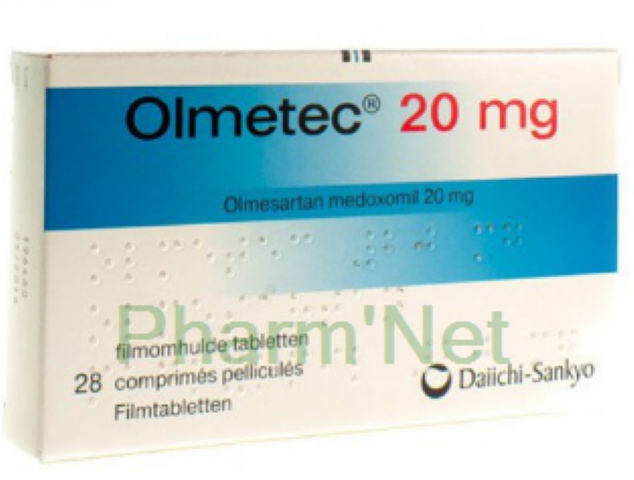 Olmetec® 20 mg
Olmesartan medoxomil 20 mg
Pharm'Net
filmomhulde tabletten
28 comprimés pelliculés
Filmtabletten
Daiichi-Sankyo